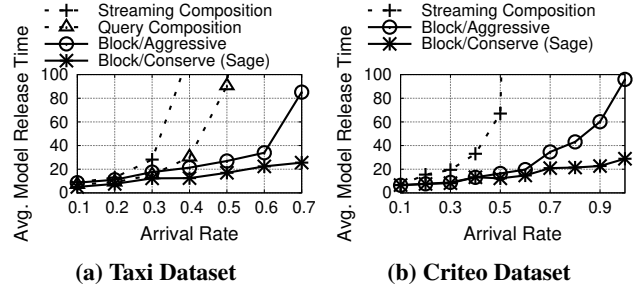 Streaming Composition
Query Composition
Block/Aggressive
Block/Conserve (Sage)
Avg. Model Release Time
100
80
60
40
20
0
0.1 0.2 0.3 0.4 0.5 0.6 0.7
Arrival Rate
(a) Taxi Dataset
Streaming Composition
Block/Aggressive
Block/Conserve (Sage)
Avg. Model Release Time
100
80
60
40
20
0
0.1 0.3 0.5 0.7 0.9
Arrival Rate
(b) Criteo Dataset